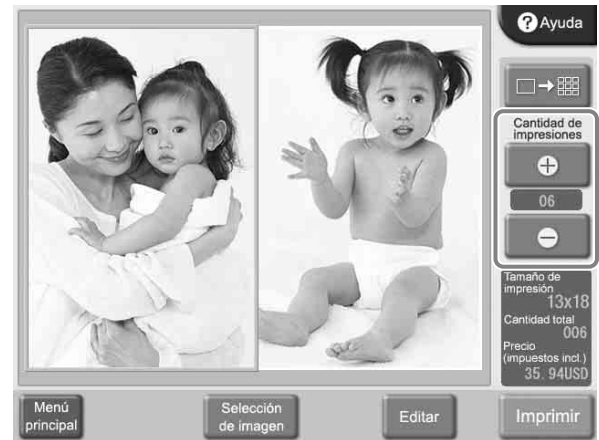 Ayuda
Cantidad de
impresiones
06
Tamaño de
impresión
13x18
Cantidad total
006
Precio
(impuestos incl.)
35.94USD
Menú
principal
Selección
de imagen
Editar
Imprimir